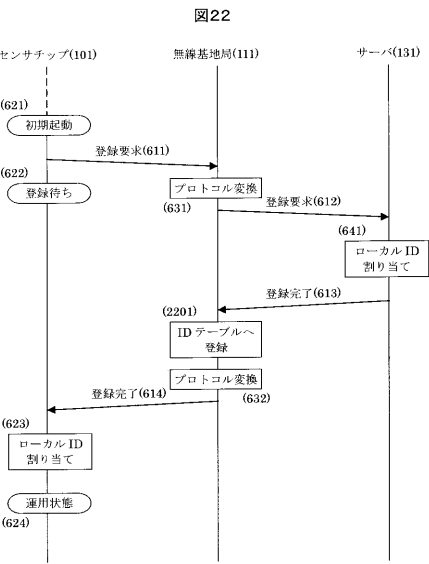 図22
センサチップ(101)
無線基地局(111)
サーバ(131)
(621)
初期起動
登録要求(611)
(622)
登録待ち
プロトコル変換
(631)
登録要求(612)
(641)
ローカルID
割り当て
登録完了(613)
(2201)
IDテーブルへ
登録
プロトコル変換
(632)
登録完了(614)
(623)
ローカルID
割り当て
運用状態
(624)